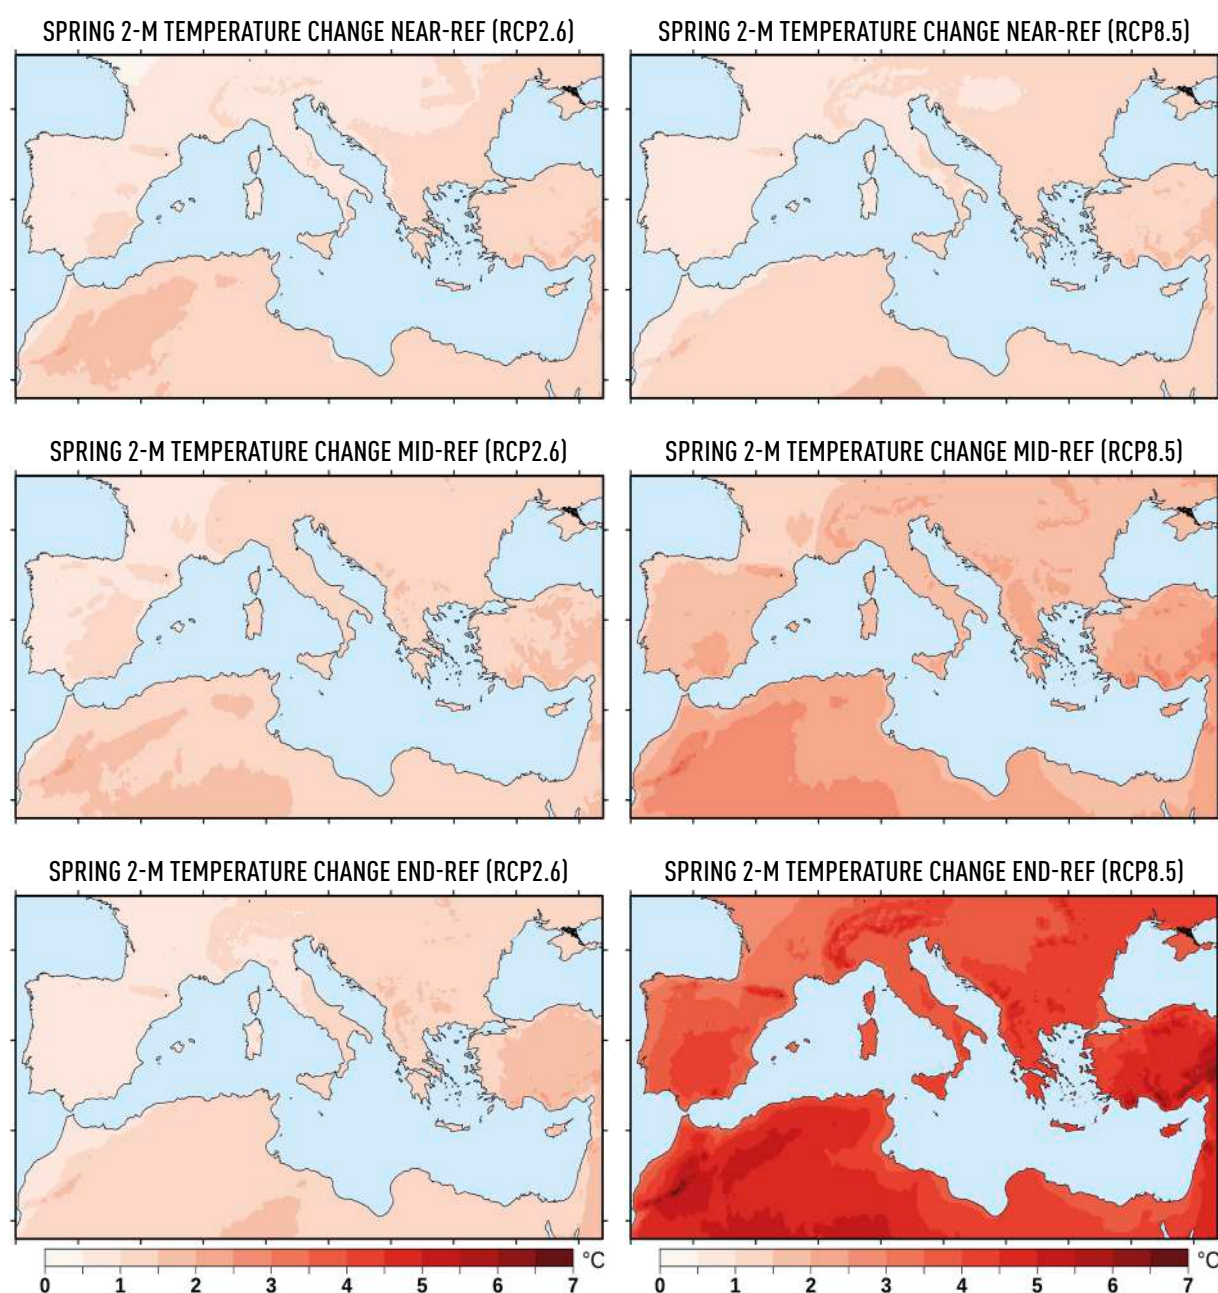 SPRING 2-M TEMPERATURE CHANGE NEAR-REF (RCP2.6)
SPRING 2-M TEMPERATURE CHANGE NEAR-REF (RCP8.5)
SPRING 2-M TEMPERATURE CHANGE MID-REF (RCP2.6)
SPRING 2-M TEMPERATURE CHANGE MID-REF (RCP8.5)
SPRING 2-M TEMPERATURE CHANGE END-REF (RCP2.6)
SPRING 2-M TEMPERATURE CHANGE END-REF (RCP8.5)
°C
0 1 2 3 4 5 6 7
°C
0 1 2 3 4 5 6 7